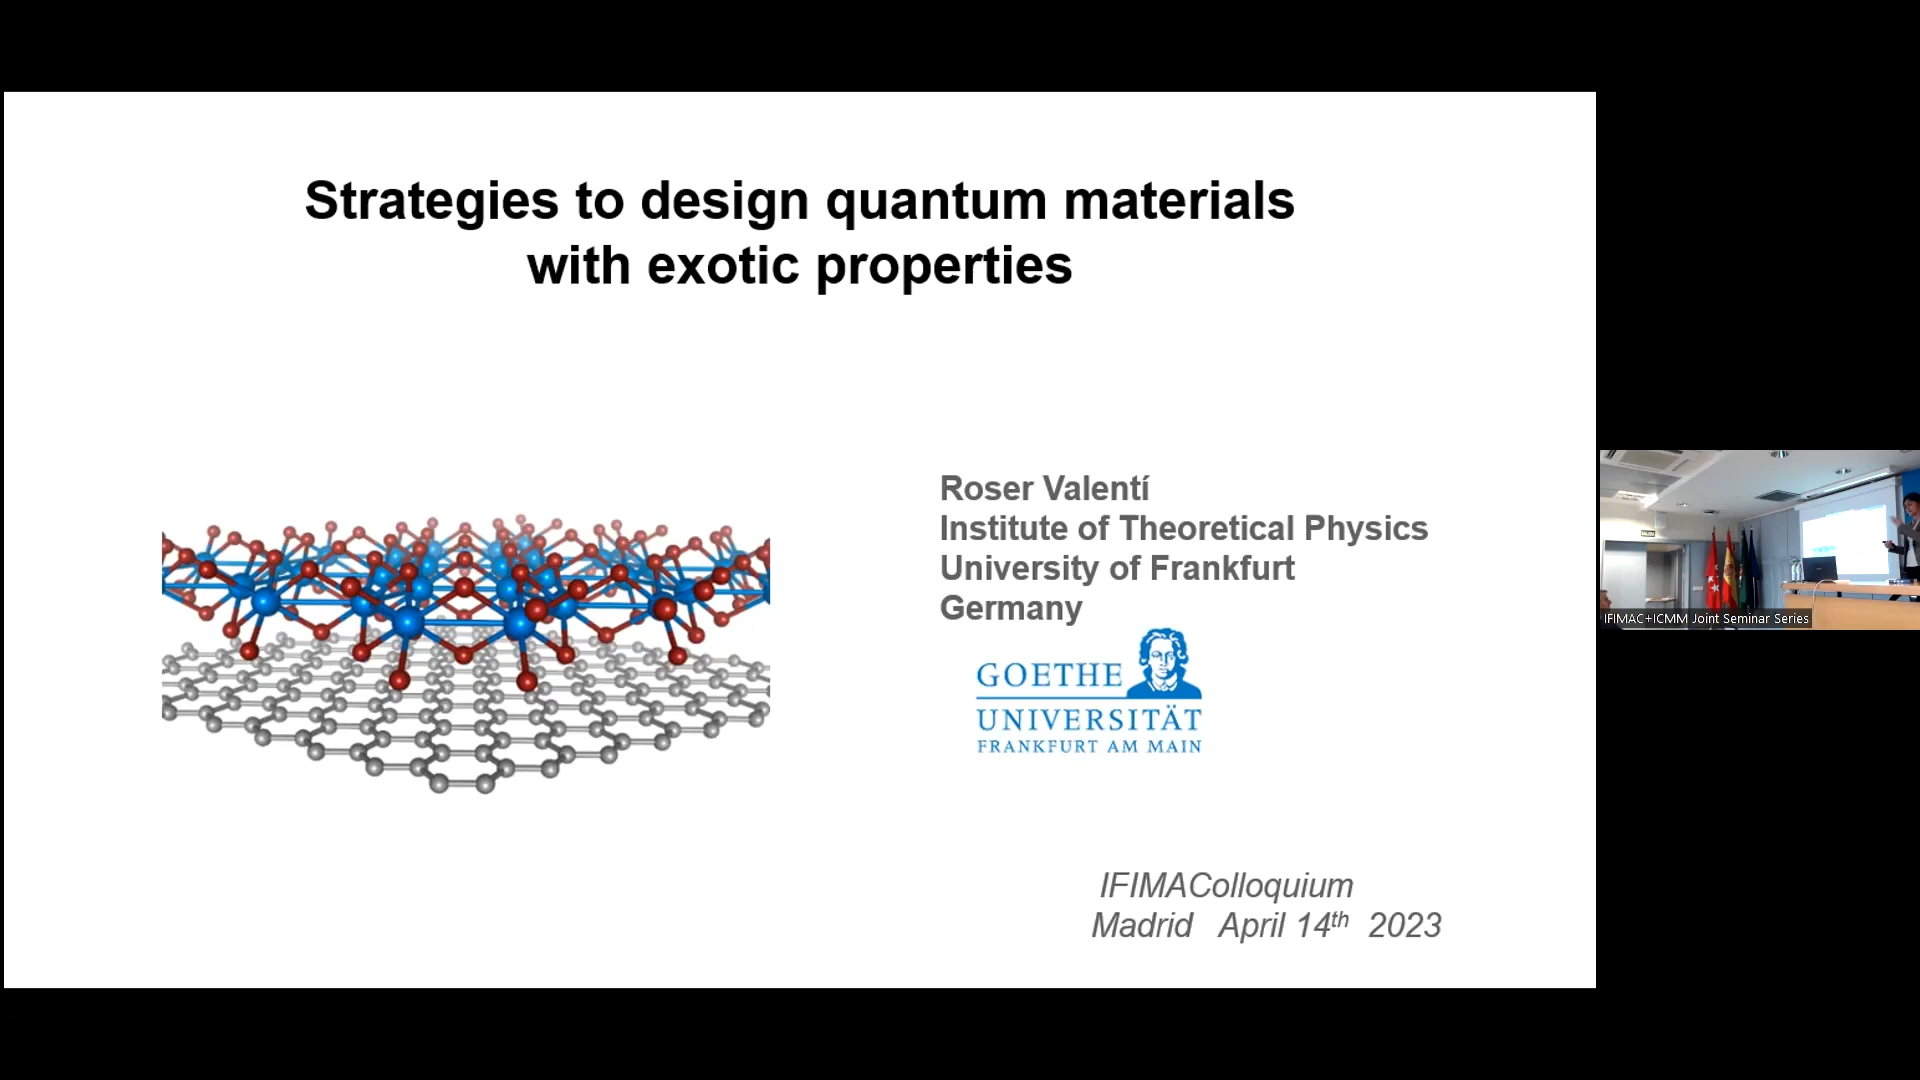 Strategies to design quantum materials
with exotic properties
Roser Valentí
Institute of Theoretical Physics
University of Frankfurt
Germany
GOETHE
UNIVERSITÄT
FRANKFURT AM MAIN
IFIMAColloquium
Madrid April 14th 2023
IFIMAC+ICMM Joint Seminar Series